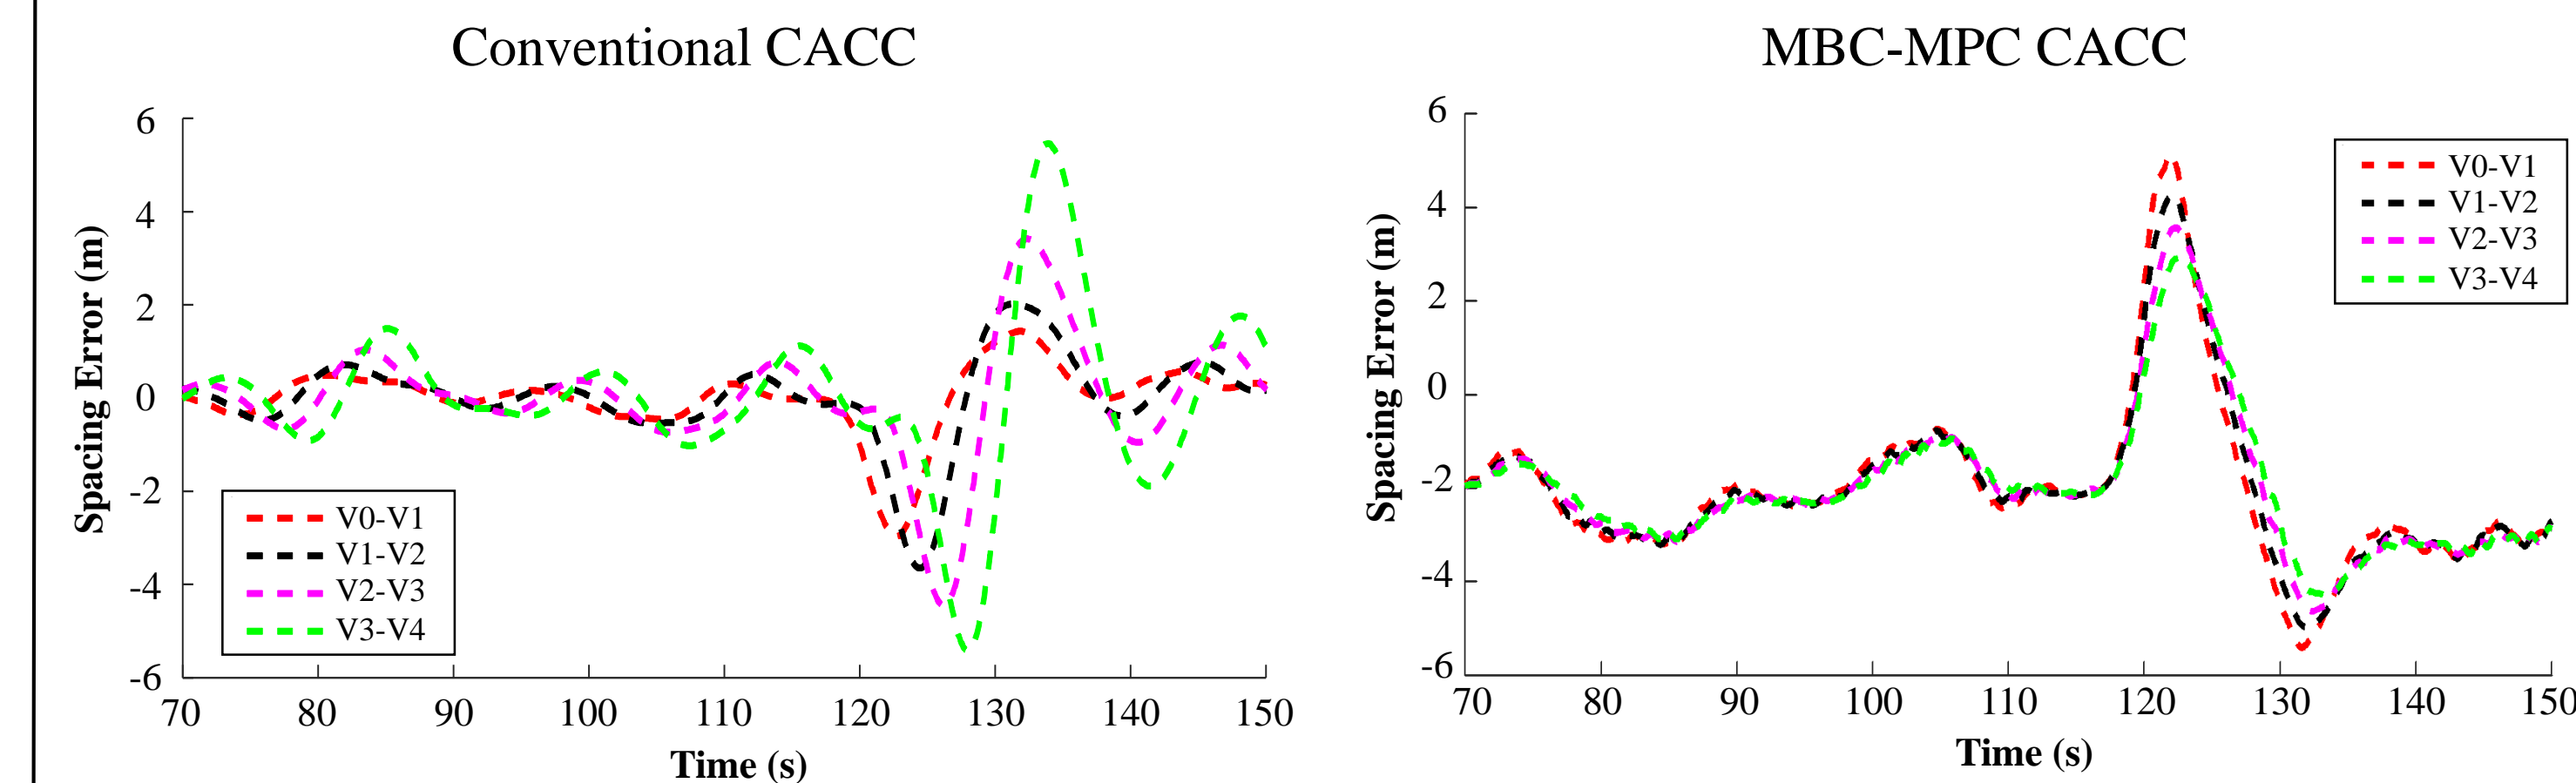 Conventional CACC
6
4
2
0
-2
-4
-6
Spacing Error (m)
V0-V1
V1-V2
V2-V3
V3-V4
70 80 90 100 110 120 130 140 150
Time (s)
MBC-MPC CACC
6
4
2
0
-2
-4
-6
Spacing Error (m)
V0-V1
V1-V2
V2-V3
V3-V4
70 80 90 100 110 120 130 140 150
Time (s)